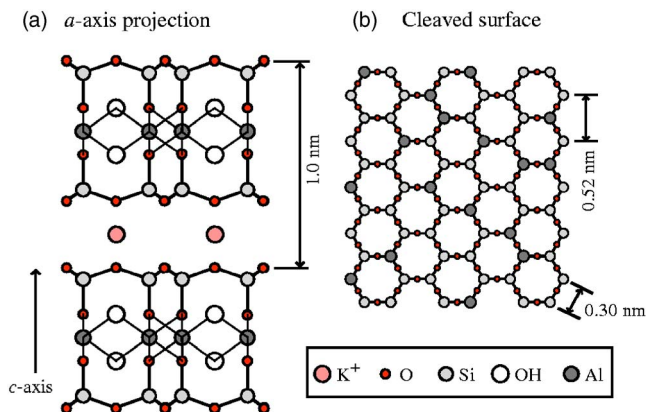 (a) a-axis projection
(b) Cleaved surface
1.0 nm
0.52 nm
0.30 nm
c-axis
K+ O Si OH Al